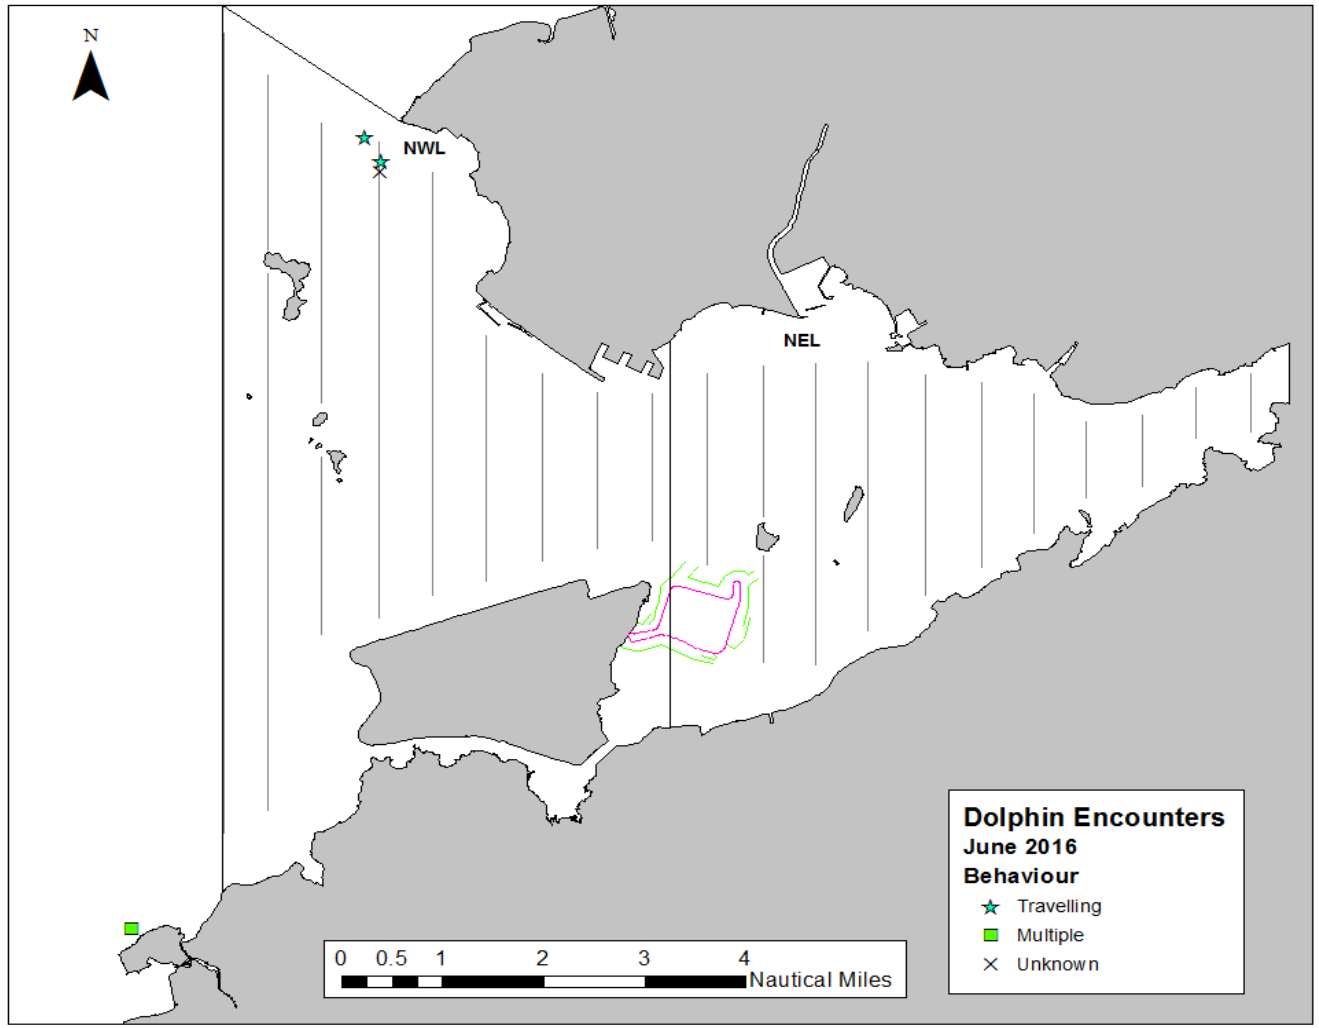 N
NWL
NEL
Dolphin Encounters
June 2016
Behaviour
Travelling
Multiple
Unknown
0 0.5 1 2 3 4
Nautical Miles